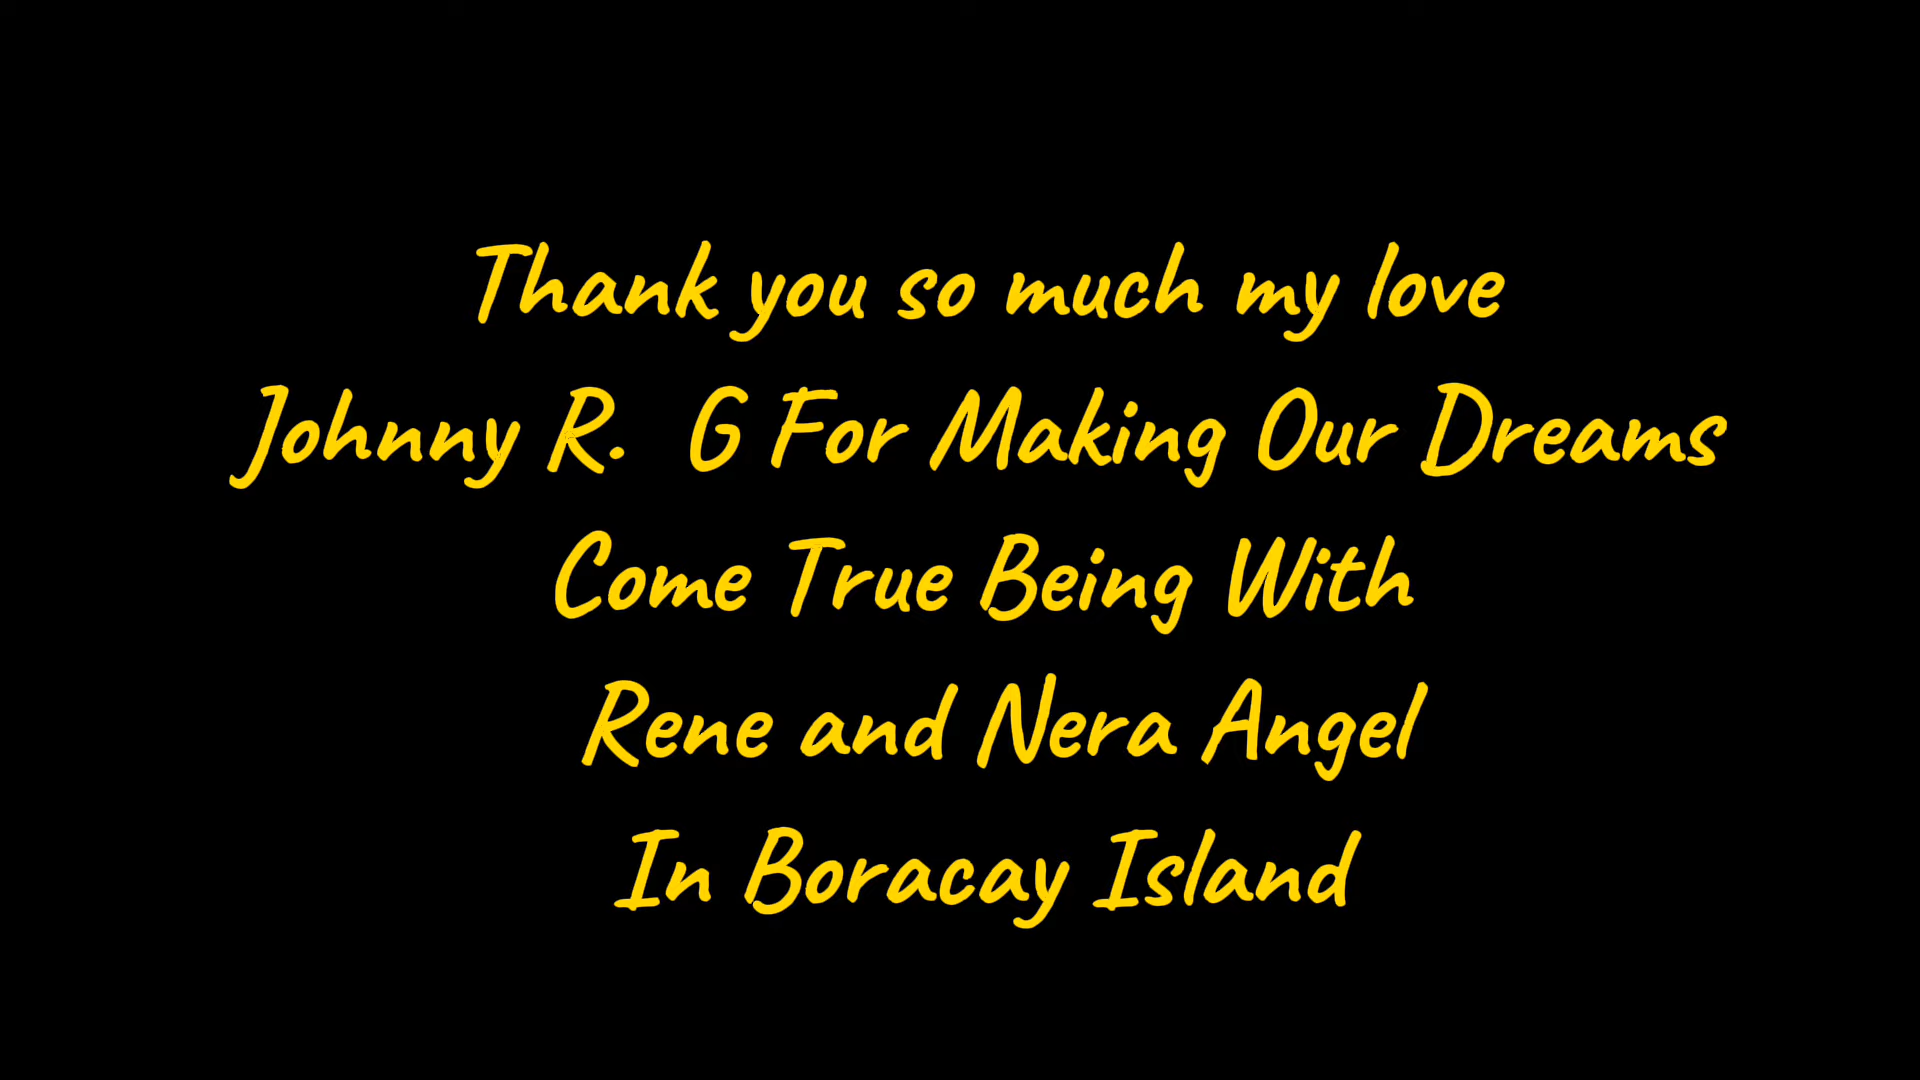 Thank you so much my love
Johnny R.  G For Making Our Dreams
Come True Being With
Rene and Nera Angel
In Boracay Island